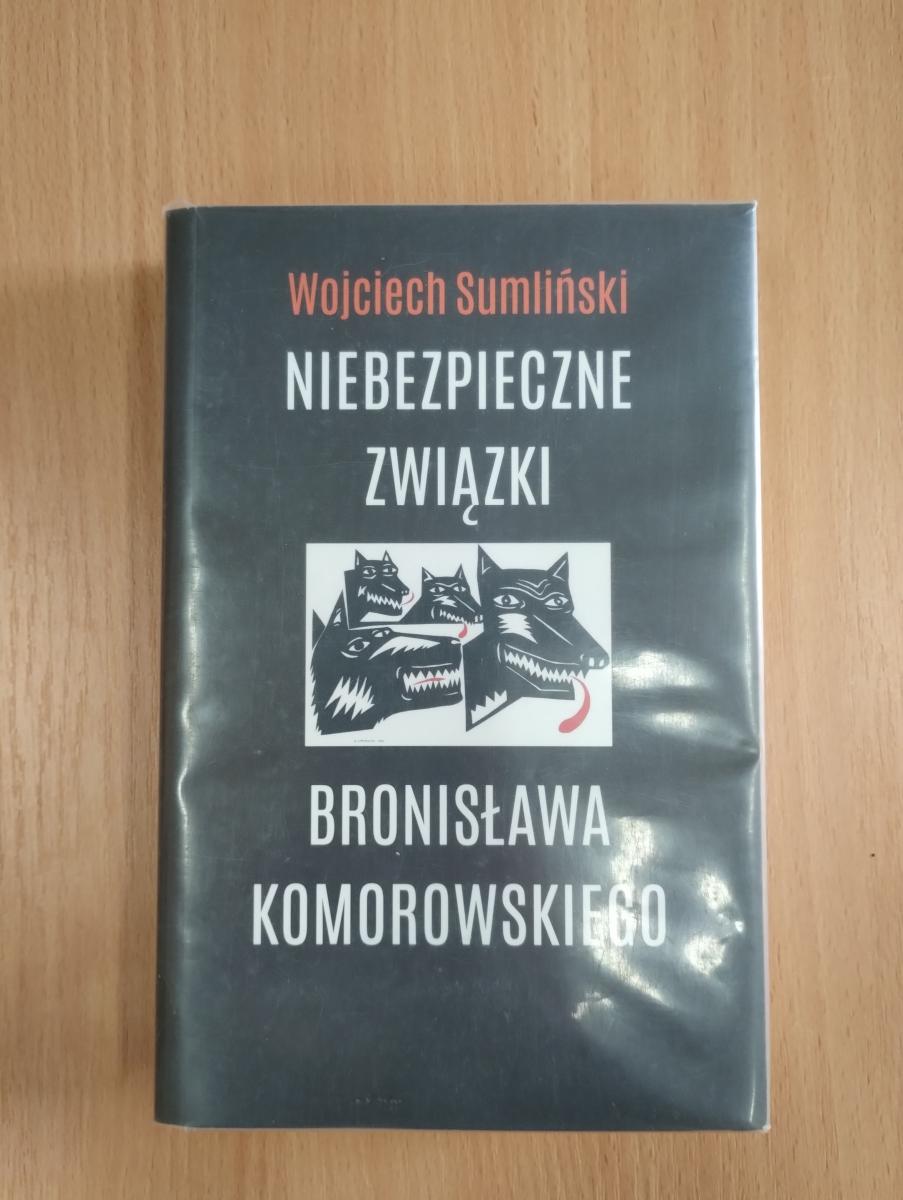 Wojciech Sumliński
NIEBEZPIECZNE
ZWIĄZKI
BRONISŁAWA
KOMOROWSKIEGO